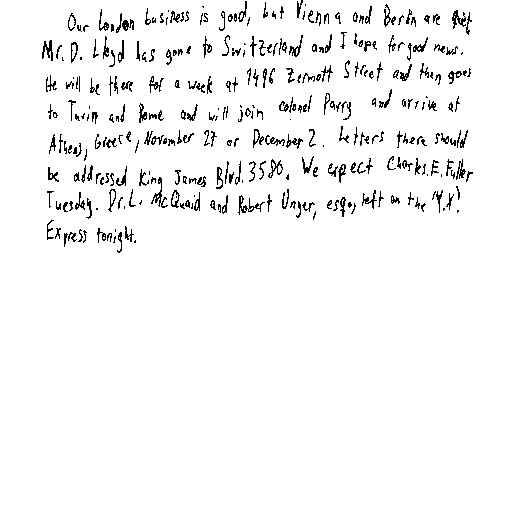 Our London business is good, but Vienna and Berlin are quiet
Mr. D. Lloyd has gone to Switzerland and I hope for good news.
He will be there for a week at 1496 Zermott Street and then goes
to Turin and Rome and will join colonel Parry and arrive at
Athens, Greece, November 27 or December 2. Letters there should
be addressed King James Blvd. 3580. We expect Charles E. Fuller
Tuesday. Dr. L. McQuaid and Robert Unger, esq., left on the "Y.X."
Express tonight.